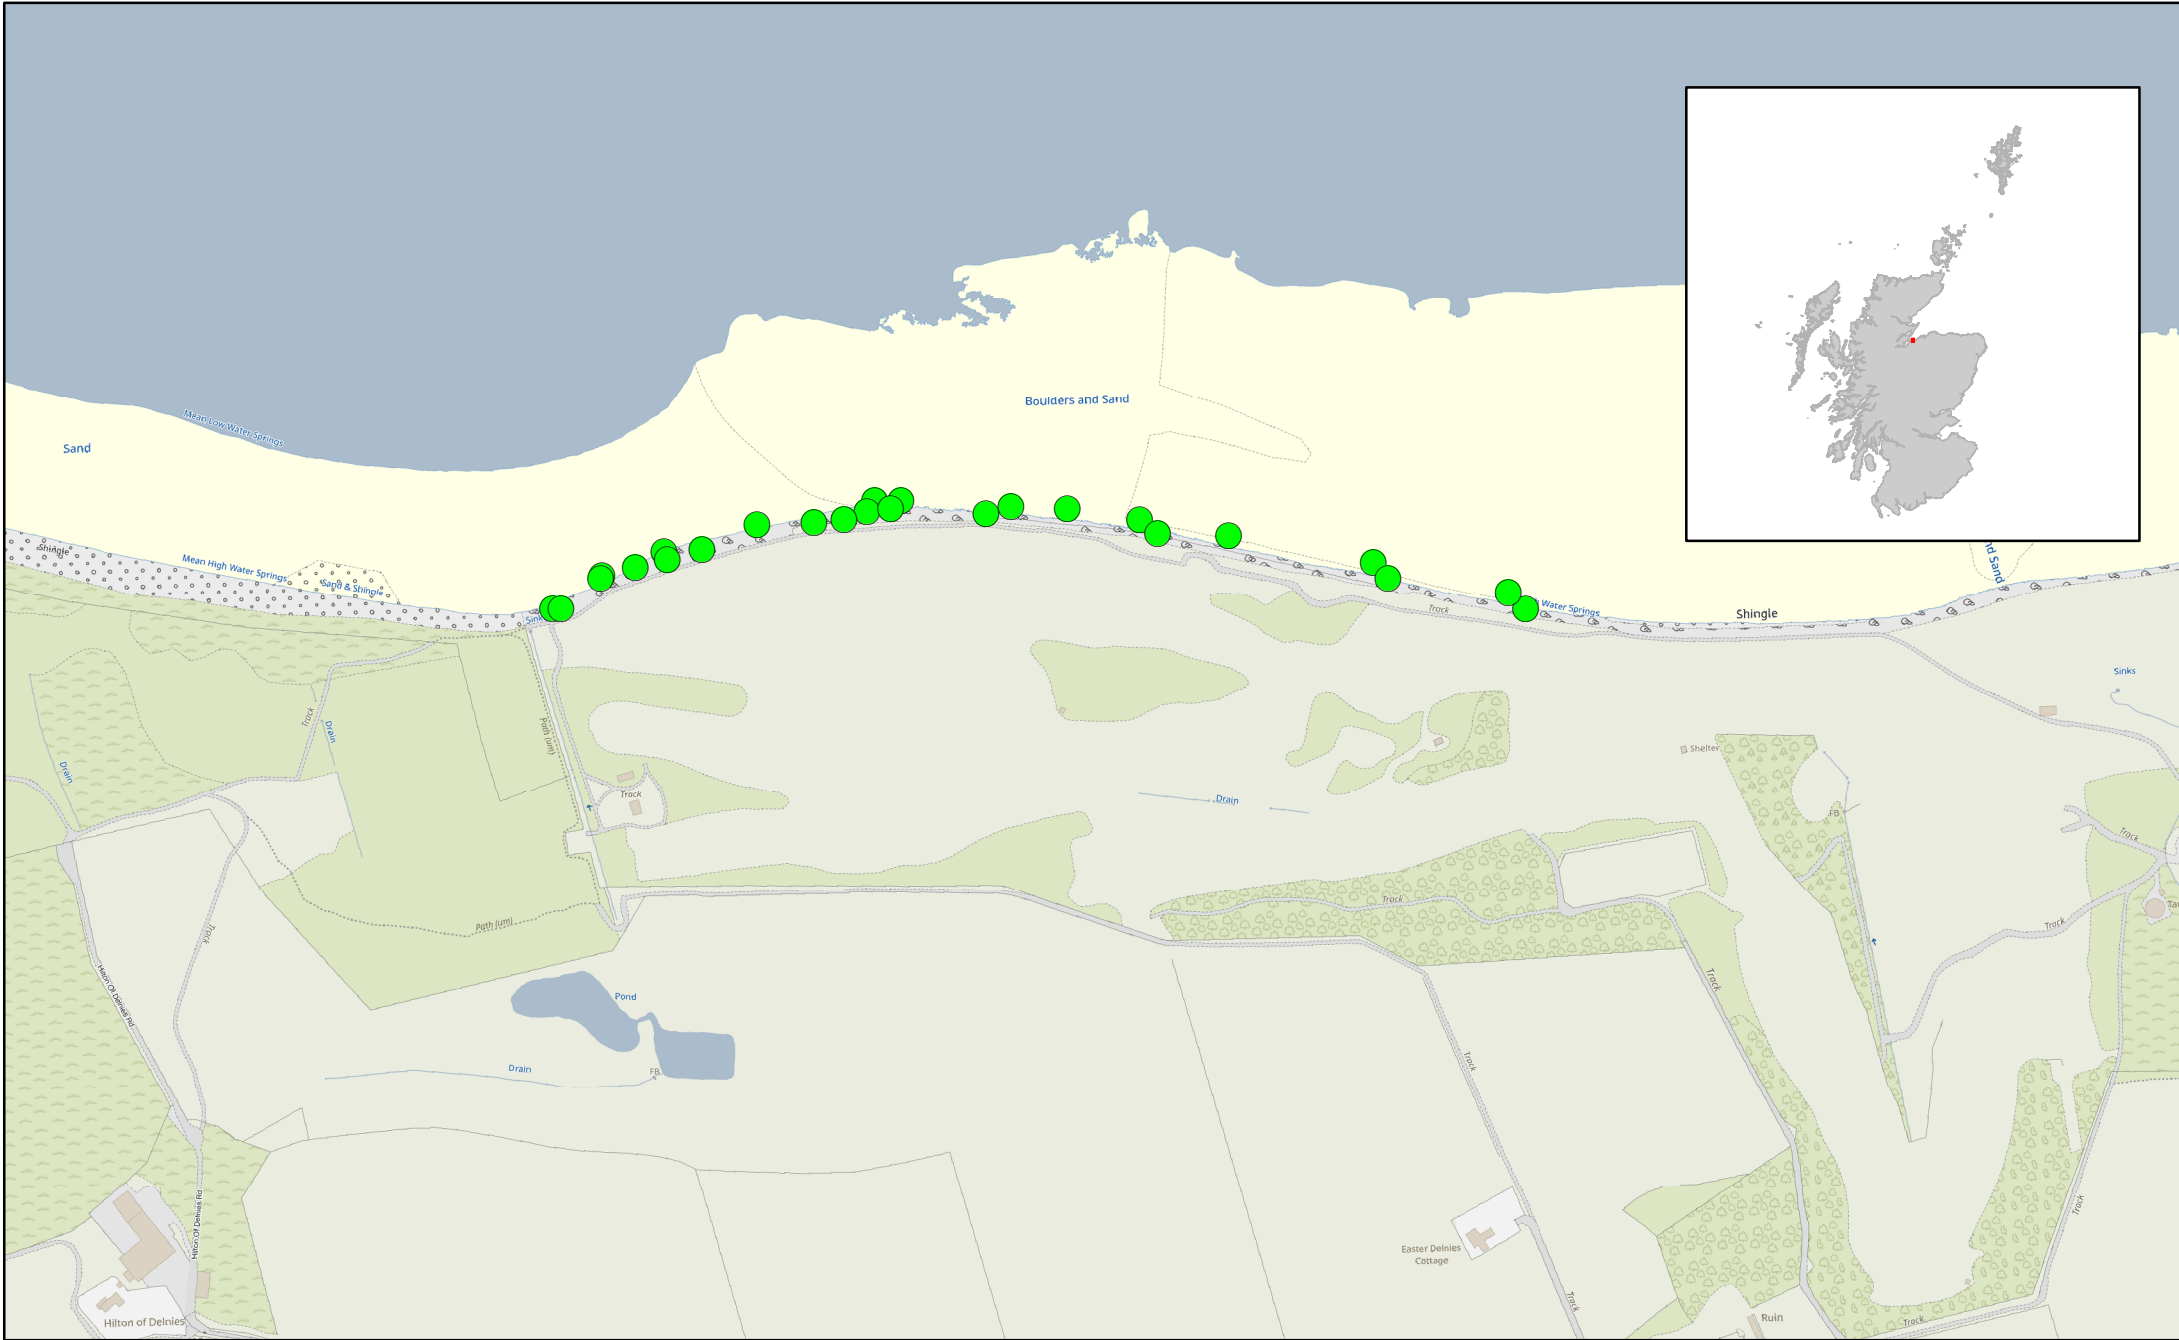 Mean Low Water Springs
Boulders and Sand
Sand
Shingle
Mean High Water Springs
Sand & Shingle
nd Sand
Water Springs
Shingle
Track
Sinks
Track
Drain
Path (um)
Drain
Shelter
Track
Drain
FB
Track
Track
Path (um)
Track
Track
Hilton Of Delnies Rd
Track
Pond
Drain
FB
Track
Hilton Of Delnies Rd
Track
Easter Delnies
Cottage
Track
Hilton of Delnies
Ruin
Track